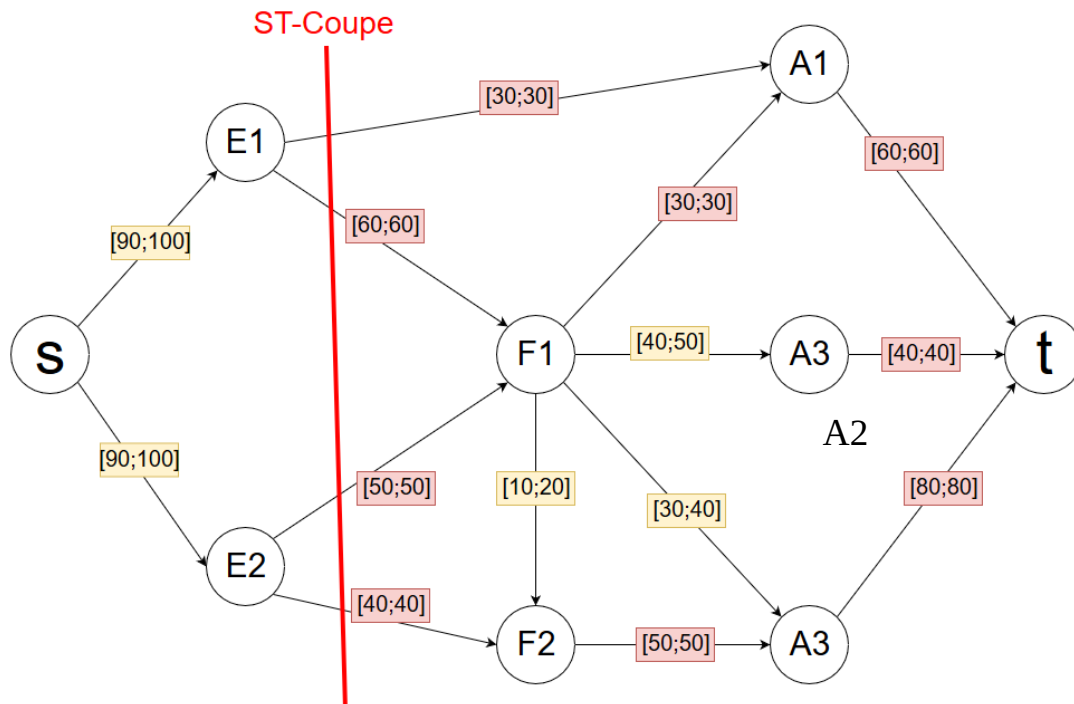 ST-Coupe
A1
[30;30]
E1
[60;60]
[30;30]
[60;60]
[90;100]
S
F1
[40;50]
A3
[40;40]
t
A2
[90;100]
[50;50]
[10;20]
[30;40]
[80;80]
E2
[40;40]
F2
[50;50]
A3